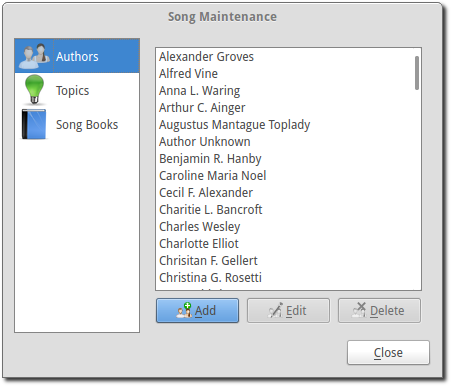 Song Maintenance
Authors
Topics
Song Books
Alexander Groves
Alfred Vine
Anna L. Waring
Arthur C. Ainger
Augustus Mantague Toplady
Author Unknown
Benjamin R. Hanby
Caroline Maria Noel
Cecil F. Alexander
Charitie L. Bancroft
Charles Wesley
Charlotte Elliot
Chrisitan F. Gellert
Christina G. Rosetti
Add
Edit
Delete
Close